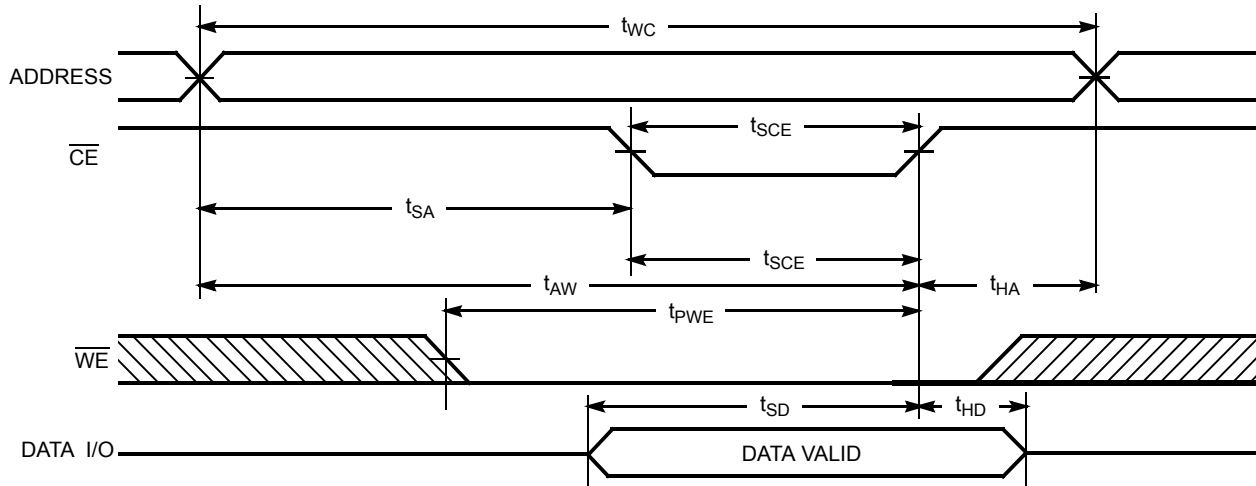 tWC
ADDRESS
tSCE
CE
tSA
tSCE
tAW
tHA
tPWE
WE
tSD
tHD
DATA I/O
DATA VALID